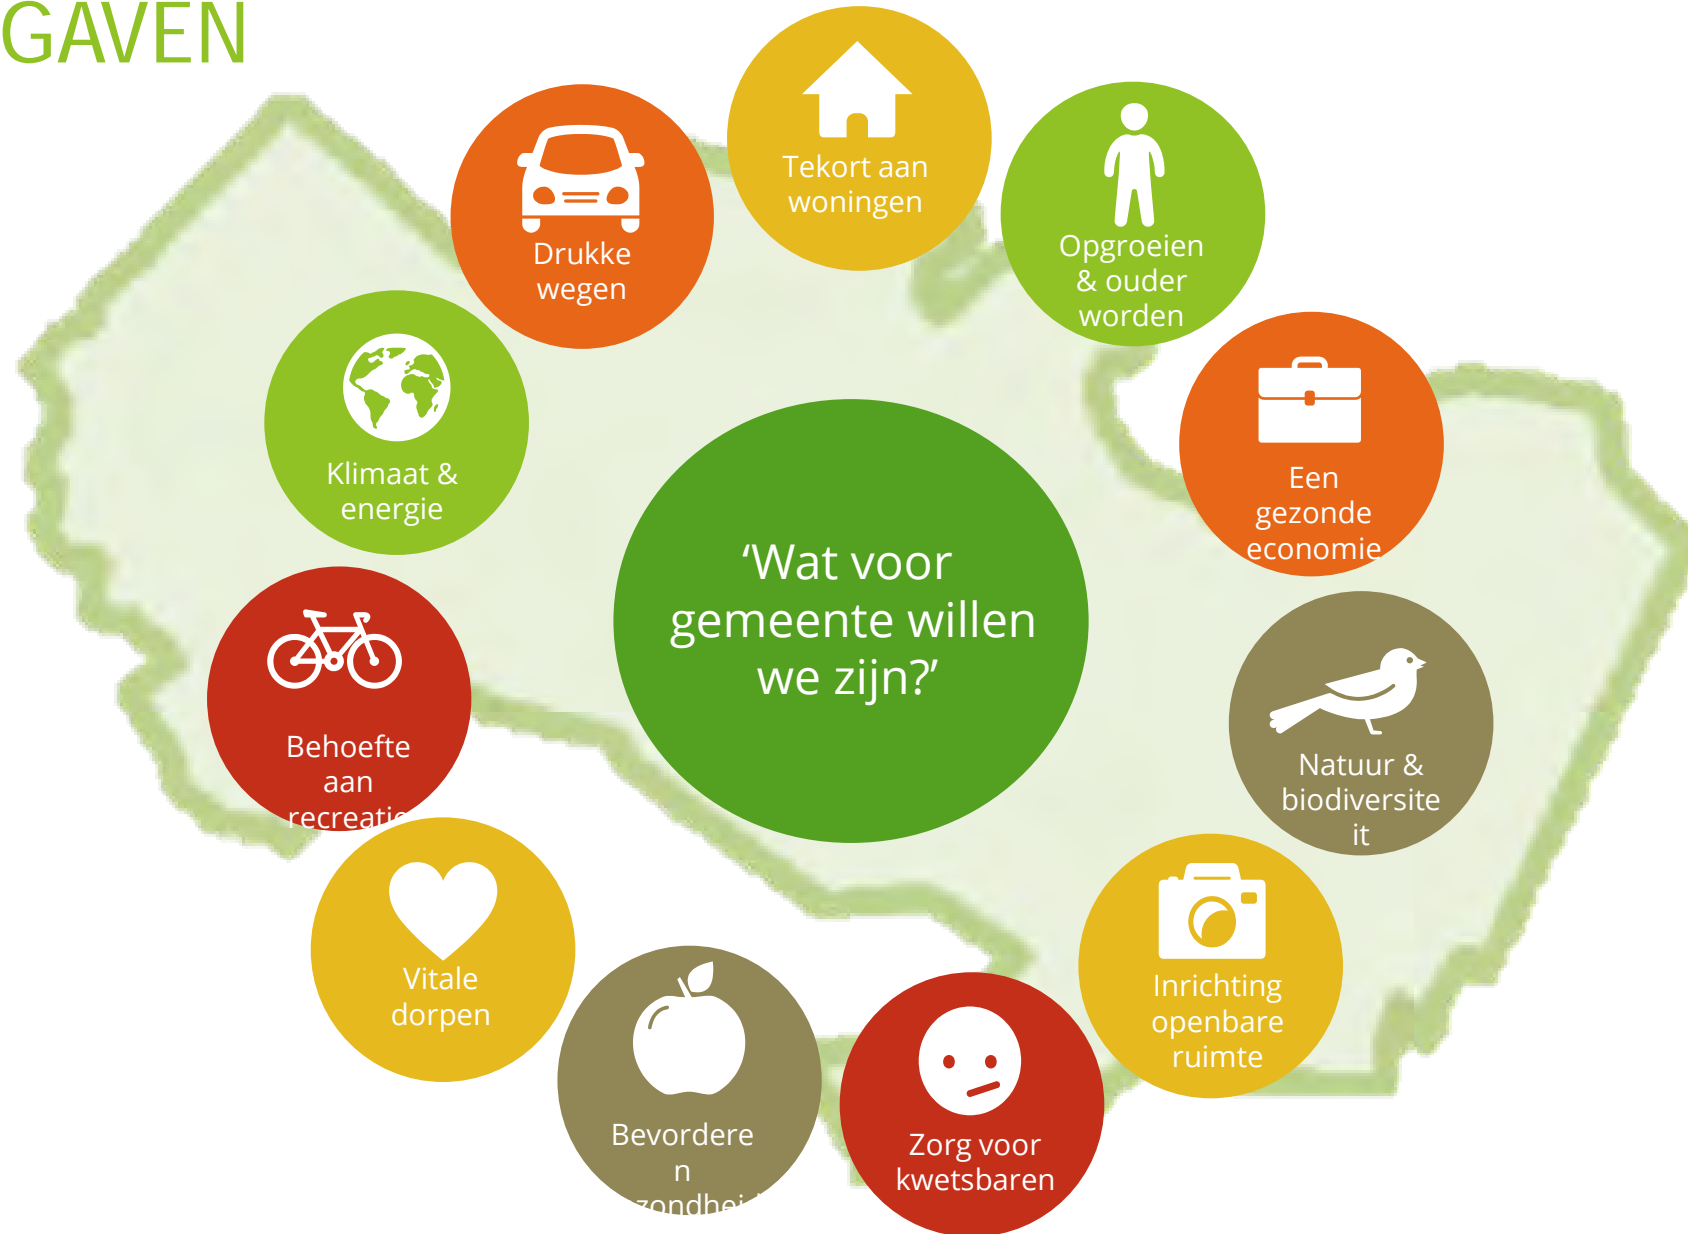 GAVEN
Tekort aan
woningen
Drukke
wegen
Opgroeien
& ouder
worden
Klimaat &
energie
Een
gezonde
economie
'Wat voor
gemeente willen
we zijn?'
Behoefte
aan
recreatie
Natuur &
biodiversite
it
Vitale
dorpen
Inrichting
openbare
ruimte
Bevordere
n
Zorg voor
kwetsbaren